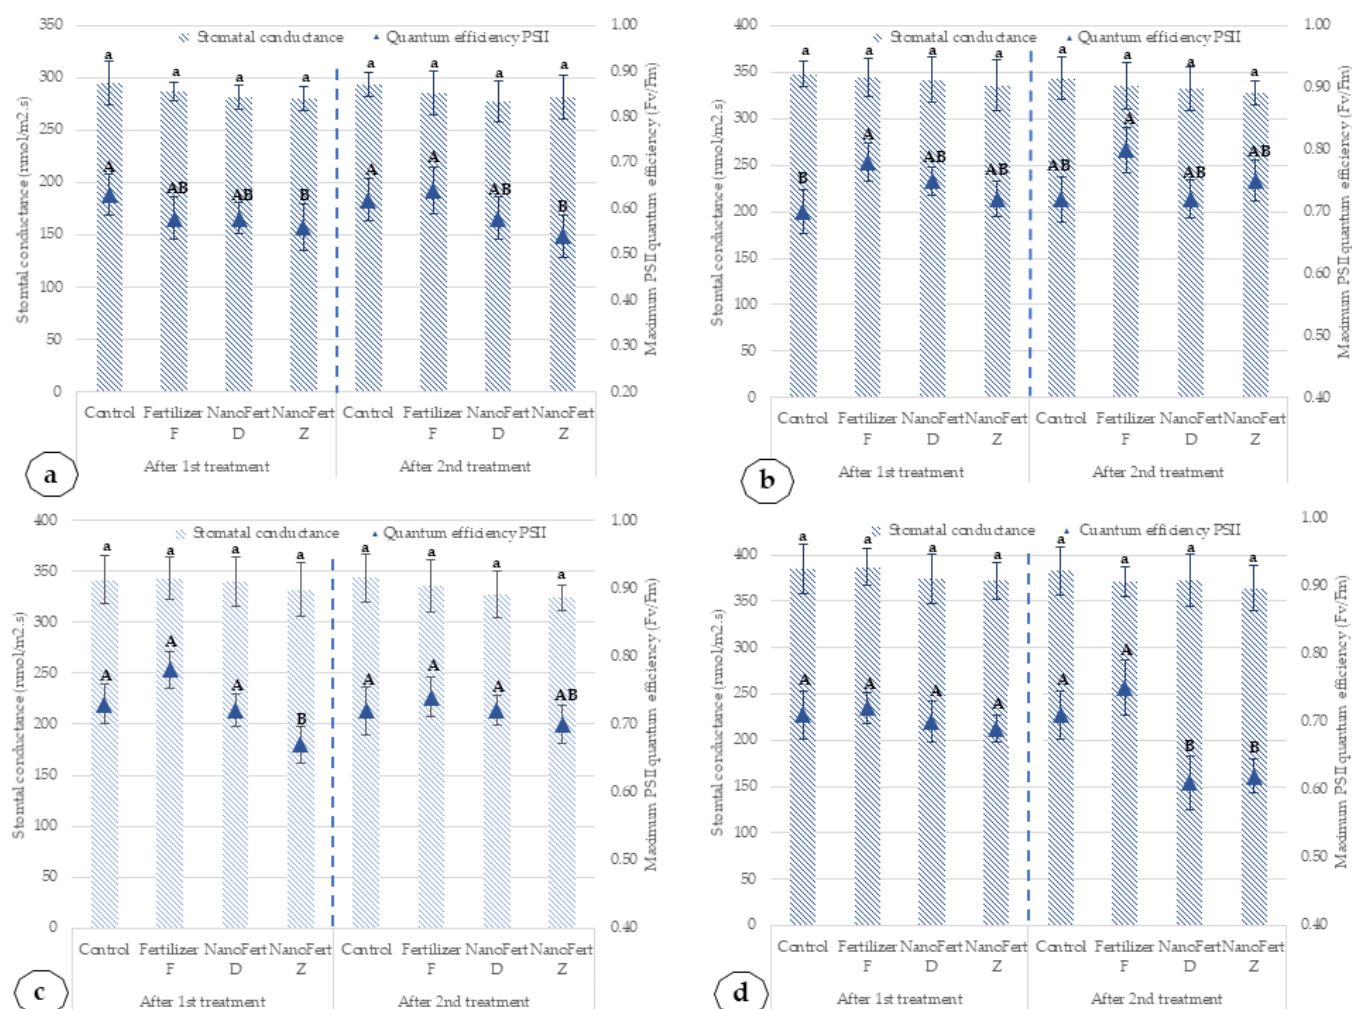 350
300
250
200
150
100
50
0
Stomtal conductance (mmol/m2.s)
Stomatal conductance
Quantum efficiency PSII
1.00
0.90
0.80
0.70
0.60
0.50
0.40
0.30
0.20
Maximum PSII quantum efficiency (Fv/Fm)
a a a a a a a a
A AB AB B A A AB B
Control Fertilizer NanoFert NanoFert Control Fertilizer NanoFert NanoFert
F D Z F D Z
After 1st treatment After 2nd treatment
a
400
350
300
250
200
150
100
50
0
Stomtal conductance (mmol/m2.s)
Stomatal conductance
Quantum efficiency PSII
1.00
0.90
0.80
0.70
0.60
0.50
0.40
Maximum PSII quantum efficiency (Fv/Fm)
a a a a a a a a
B A AB AB AB A AB AB
Control Fertilizer NanoFert NanoFert Control Fertilizer NanoFert NanoFert
F D Z F D Z
After 1st treatment After 2nd treatment
b
400
350
300
250
200
150
100
50
0
Stomtal conductance (mmol/m2.s)
Stomatal conductance
Quantum efficiency PSII
1.00
0.90
0.80
0.70
0.60
0.50
0.40
Maximum PSII quantum efficiency (Fv/Fm)
a a a a a a a a
A A A B A A A AB
Control Fertilizer NanoFert NanoFert Control Fertilizer NanoFert NanoFert
F D Z F D Z
After 1st treatment After 2nd treatment
c
400
350
300
250
200
150
100
50
0
Stomtal conductance (mmol/m2.s)
Stomatal conductance
Cuantum efficiency PSII
1.00
0.90
0.80
0.70
0.60
0.50
0.40
Maximum PSII quantum efficiency (Fv/Fm)
a a a a a a a a
A A A A A A B B
Control Fertilizer NanoFert NanoFert Control Fertilizer NanoFert NanoFert
F D Z F D Z
After 1st treatment After 2nd treatment
d